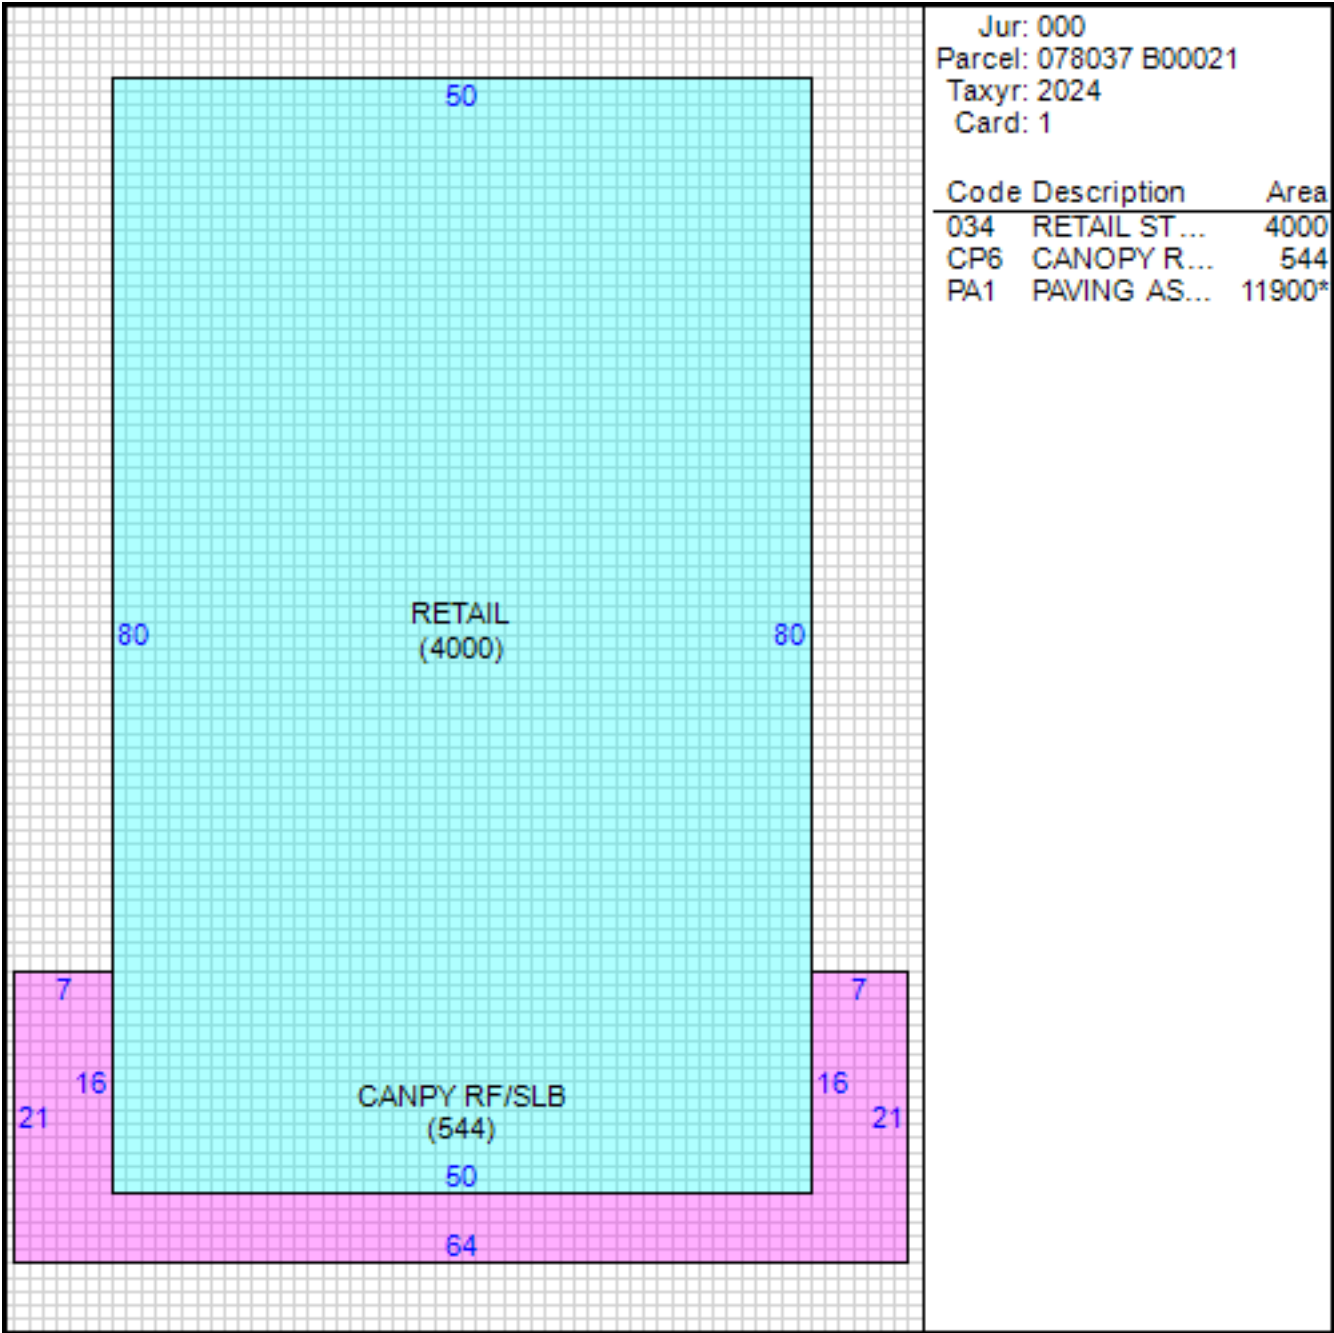 50
80
RETAIL
(4000)
80
7
7
16
21
CANPY RF/SLB
(544)
16
21
50
64
Jur: 000
Parcel: 078037 B00021
Taxyr: 2024
Card: 1
Code Description Area
034 RETAIL ST... 4000
CP6 CANOPY R... 544
PA1 PAVING AS... 11900*